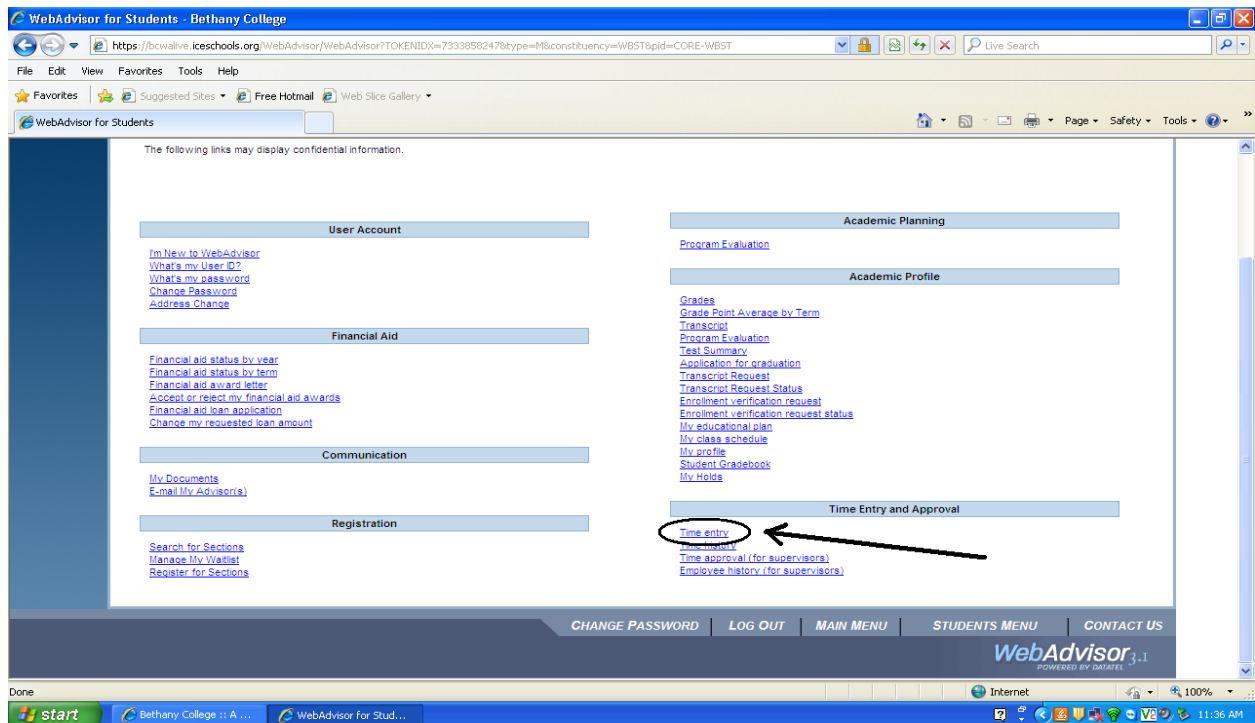 WebAdvisor for Students - Bethany College
https://bcwalive.iceschools.org/WebAdvisor/WebAdvisor?TOKENIDX=7333858247&type=M&constituency=WBST&pid=CORE-WBST
Live Search
File Edit View Favorites Tools Help
Favorites Suggested Sites Free Hotmail Web Slice Gallery
WebAdvisor for Students
Page Safety Tools
The following links may display confidential information.
User Account
I'm New to WebAdvisor
What's my User ID?
What's my password
Change Password
Address Change
Financial Aid
Financial aid status by year
Financial aid status by term
Financial aid award letter
Accept or reject my financial aid awards
Financial aid loan application
Change my requested loan amount
Communication
My Documents
E-mail My Advisor(s)
Registration
Search for Sections
Manage My Waitlist
Register for Sections
Academic Planning
Program Evaluation
Academic Profile
Grades
Grade Point Average by Term
Transcript
Program Evaluation
Test Summary
Application for graduation
Transcript Request
Transcript Request Status
Enrollment verification request
Enrollment verification request status
My educational plan
My class schedule
My profile
Student Gradebook
My Holds
Time Entry and Approval
Time entry
Time history
Time approval (for supervisors)
Employee history (for supervisors)
CHANGE PASSWORD LOG OUT MAIN MENU STUDENTS MENU CONTACT US
WebAdvisor 3.1
POWERED BY DATATEL
Done Internet 100%
start Bethany College :: A ... WebAdvisor for Stud... 11:36 AM